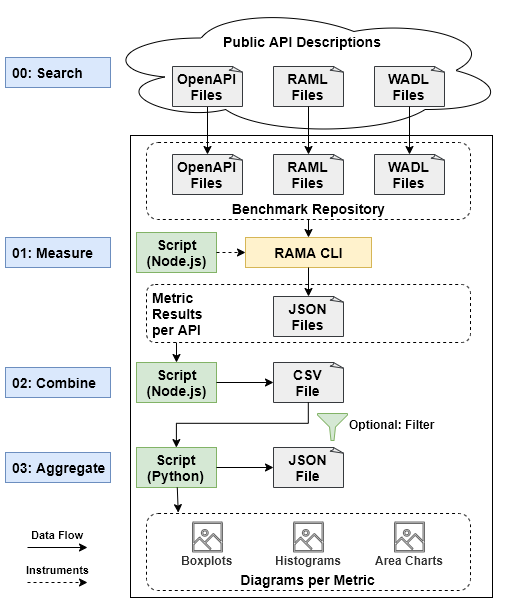 Public API Descriptions
00: Search
OpenAPI
Files
RAML
Files
WADL
Files
OpenAPI
Files
RAML
Files
WADL
Files
Benchmark Repository
01: Measure
Script
(Node.js)
RAMA CLI
Metric
Results
per API
JSON
Files
02: Combine
Script
(Node.js)
CSV
File
Optional: Filter
03: Aggregate
Script
(Python)
JSON
File
Data Flow
Instruments
Boxplots
Histograms
Area Charts
Diagrams per Metric